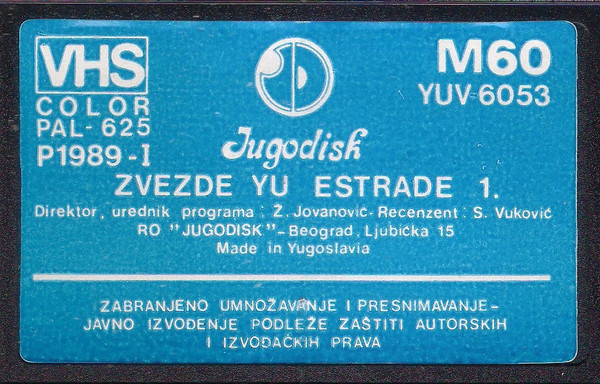 VHS
COLOR
PAL-625
P1989-I
Jugodisk
M60
YUV-6053
ZVEZDE YU ESTRADE 1.
Direktor, urednik programa : Ž. Jovanović - Recenzent : S. Vuković
RO "JUGODISK" - Beograd, Ljubićka 15
Made in Yugoslavia
ZABRANJENO UMNOŽAVANJE I PRESNIMAVANJE -
JAVNO IZVOĐENJE PODLEŽE ZAŠTITI AUTORSKIH
I IZVOĐAČKIH PRAVA